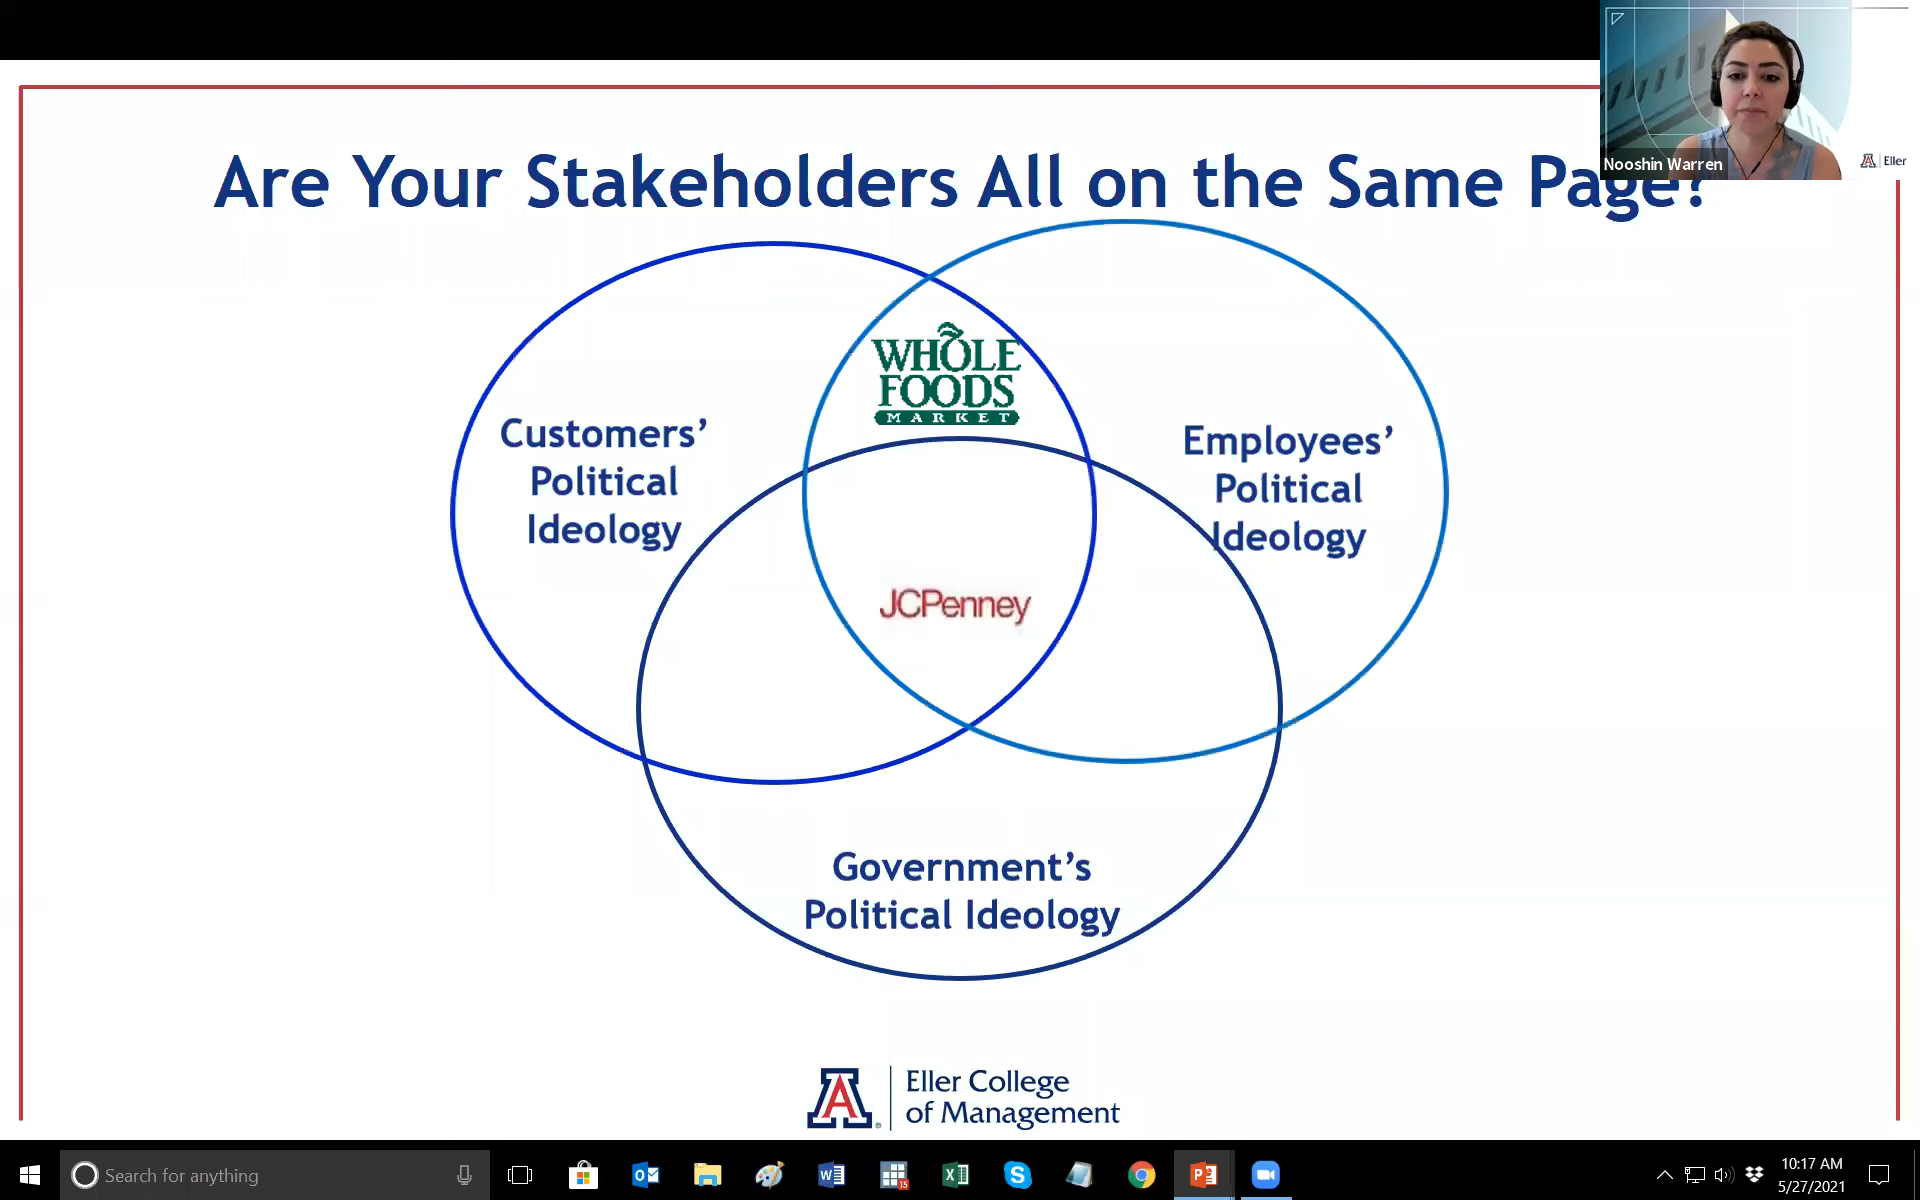 Nooshin Warren
Eller
Are Your Stakeholders All on the Same Page?
WHOLE
FOODS
MARKET
Customers’
Political
Ideology
Employees’
Political
Ideology
JCPenney
Government’s
Political Ideology
A
Eller College
of Management
Search for anything
15
10:17 AM
5/27/2021